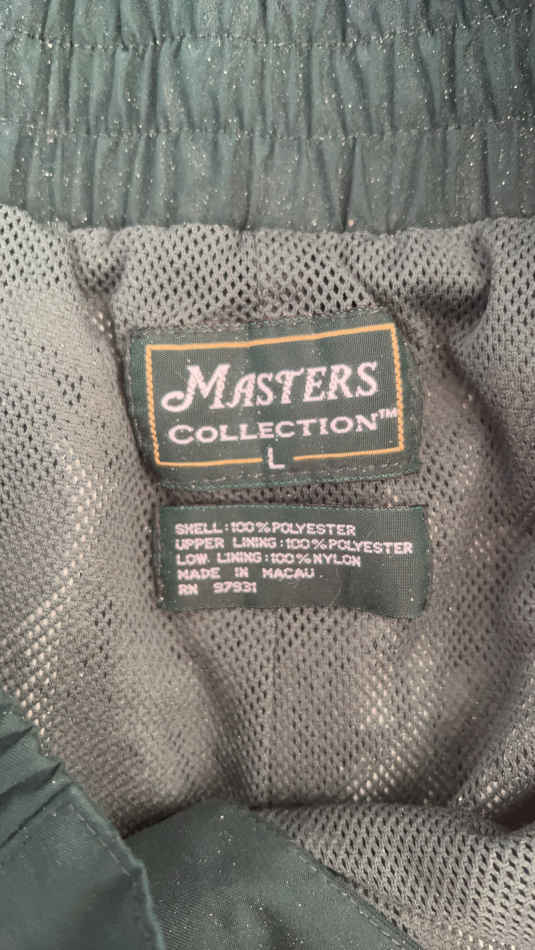 MASTERS
COLLECTION™
L
SHELL:100%POLYESTER
UPPER LINING:100%POLYESTER
LOW. LINING:100%NYLON
MADE IN MACAU
RN 97931